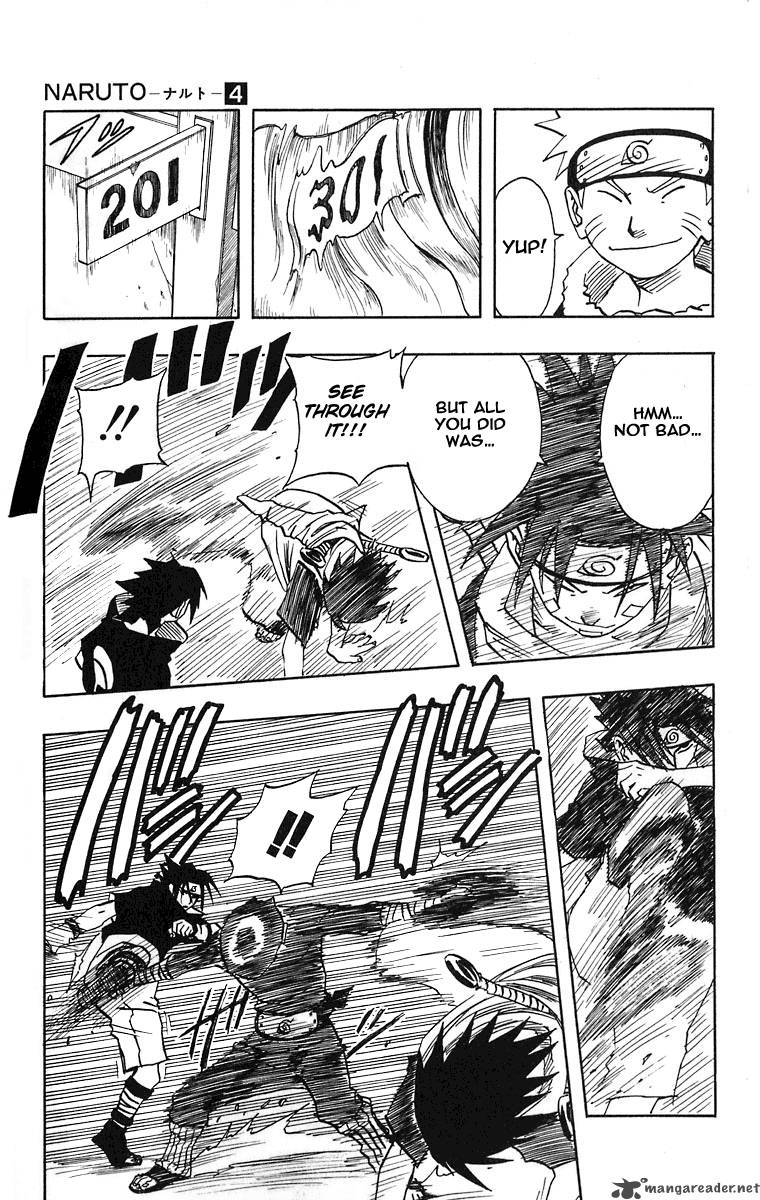 NARUTO —ナルト— 4
YUP!
301
201
HMM...
NOT BAD...
BUT ALL
YOU DID
WAS...
SEE
THROUGH
IT!!!
!!
!!
mangareader.net